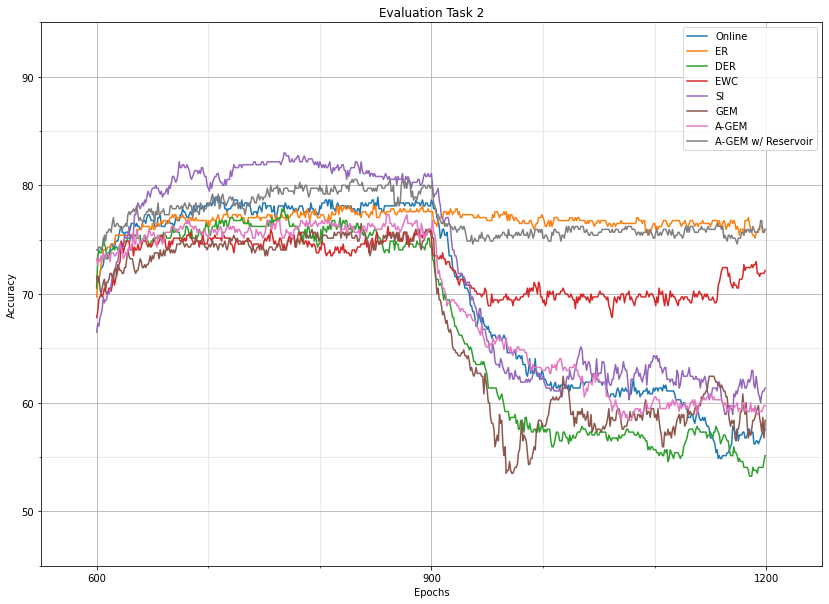 Evaluation Task 2
Online
ER
DER
EWC
SI
GEM
A-GEM
A-GEM w/ Reservoir
90
80
70
60
50
Accuracy
600
900
1200
Epochs